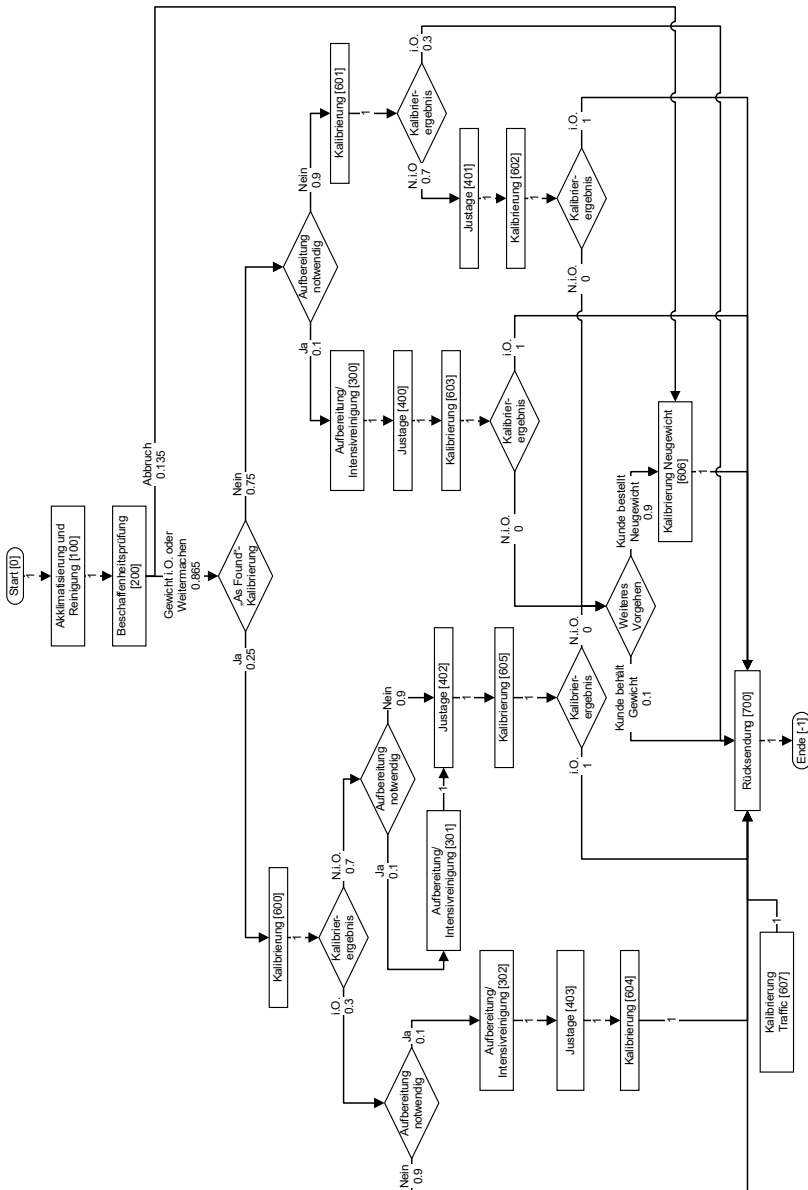 Start [0]
1
Akklimatisierung und
Reinigung [100]
1
Beschaffenheitsprüfung
[200]
Abbruch
0.135
Gewicht i.O. oder
Weitermachen
0.865
„As Found“-
Kalibrierung
Ja
0.25
Nein
0.75
Kalibrierung [600]
1
Kalibrier-
ergebnis
i.O.
0.3
N.i.O.
0.7
Aufbereitung
notwendig
Nein
0.9
Ja
0.1
Aufbereitung/
Intensivreinigung [302]
1
Justage [403]
1
Kalibrierung [604]
1
Aufbereitung
notwendig
Ja
0.1
Nein
0.9
Aufbereitung/
Intensivreinigung [301]
1
Justage [402]
1
Kalibrierung [605]
1
Kalibrier-
ergebnis
i.O.
1
N.i.O.
0
Aufbereitung
notwendig
Ja
0.1
Nein
0.9
Aufbereitung/
Intensivreinigung [300]
1
Justage [400]
1
Kalibrierung [603]
1
Kalibrier-
ergebnis
N.i.O.
0
i.O.
1
Kalibrierung [601]
1
Kalibrier-
ergebnis
N.i.O
0.7
i.O.
0.3
Justage [401]
1
Kalibrierung [602]
1
Kalibrier-
ergebnis
N.i.O.
0
i.O.
1
Weiteres
Vorgehen
Kunde behält
Gewicht
0.1
Kunde bestellt
Neugewicht
0.9
Kalibrierung Neugewicht
[606]
1
Kalibrierung
Traffic [607]
1
Rücksendung [700]
1
Ende [-1]